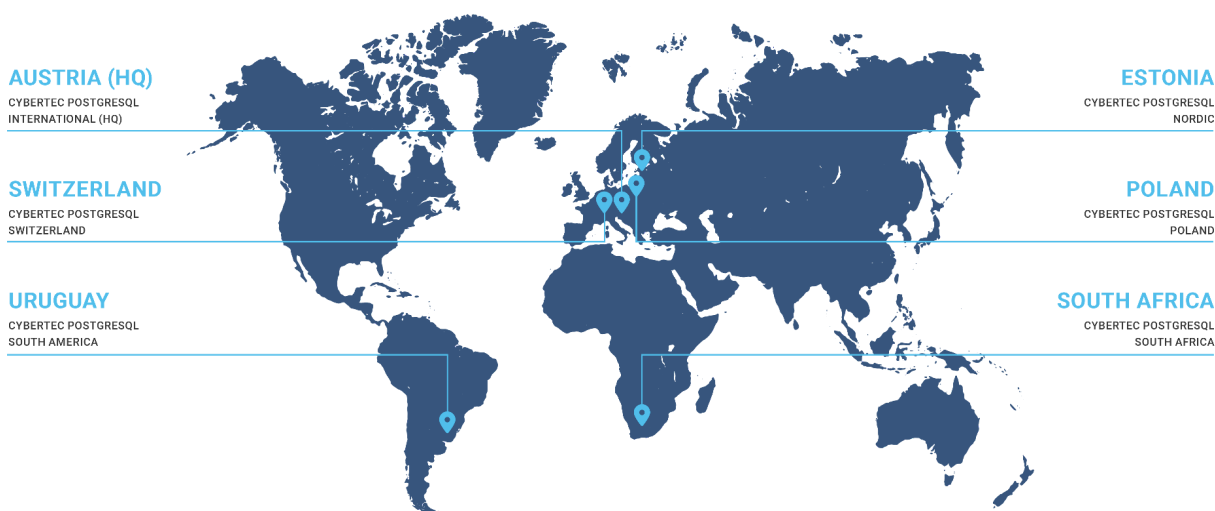 AUSTRIA (HQ)
CYBERTEC POSTGRESQL
INTERNATIONAL (HQ)
SWITZERLAND
CYBERTEC POSTGRESQL
SWITZERLAND
URUGUAY
CYBERTEC POSTGRESQL
SOUTH AMERICA
ESTONIA
CYBERTEC POSTGRESQL
NORDIC
POLAND
CYBERTEC POSTGRESQL
POLAND
SOUTH AFRICA
CYBERTEC POSTGRESQL
SOUTH AFRICA